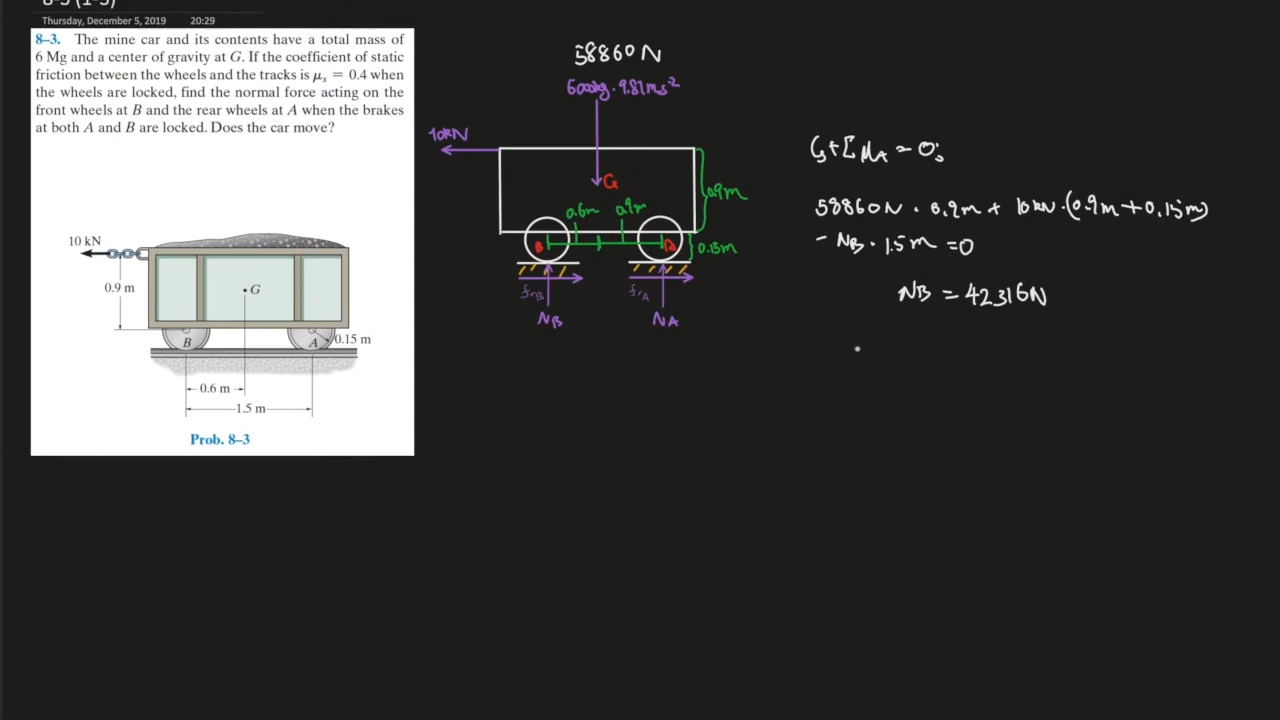 Thursday, December 5, 2019 20:29
8–3. The mine car and its contents have a total mass of
6 Mg and a center of gravity at G. If the coefficient of static
friction between the wheels and the tracks is μs = 0.4 when
the wheels are locked, find the normal force acting on the
front wheels at B and the rear wheels at A when the brakes
at both A and B are locked. Does the car move?
10 kN
0.9 m
G
B
A
0.15 m
0.6 m
1.5 m
Prob. 8–3
58860 N
6000kg · 9.81ms⁻²
10kN
G
0.9m
0.6m
0.9m
B
0.15m
frB
frA
NB
NA
↺+ΣMA = 0:
58860N · 0.9m + 10kN·(0.9m+0.15m)
- NB · 1.5m =0
NB = 42316N